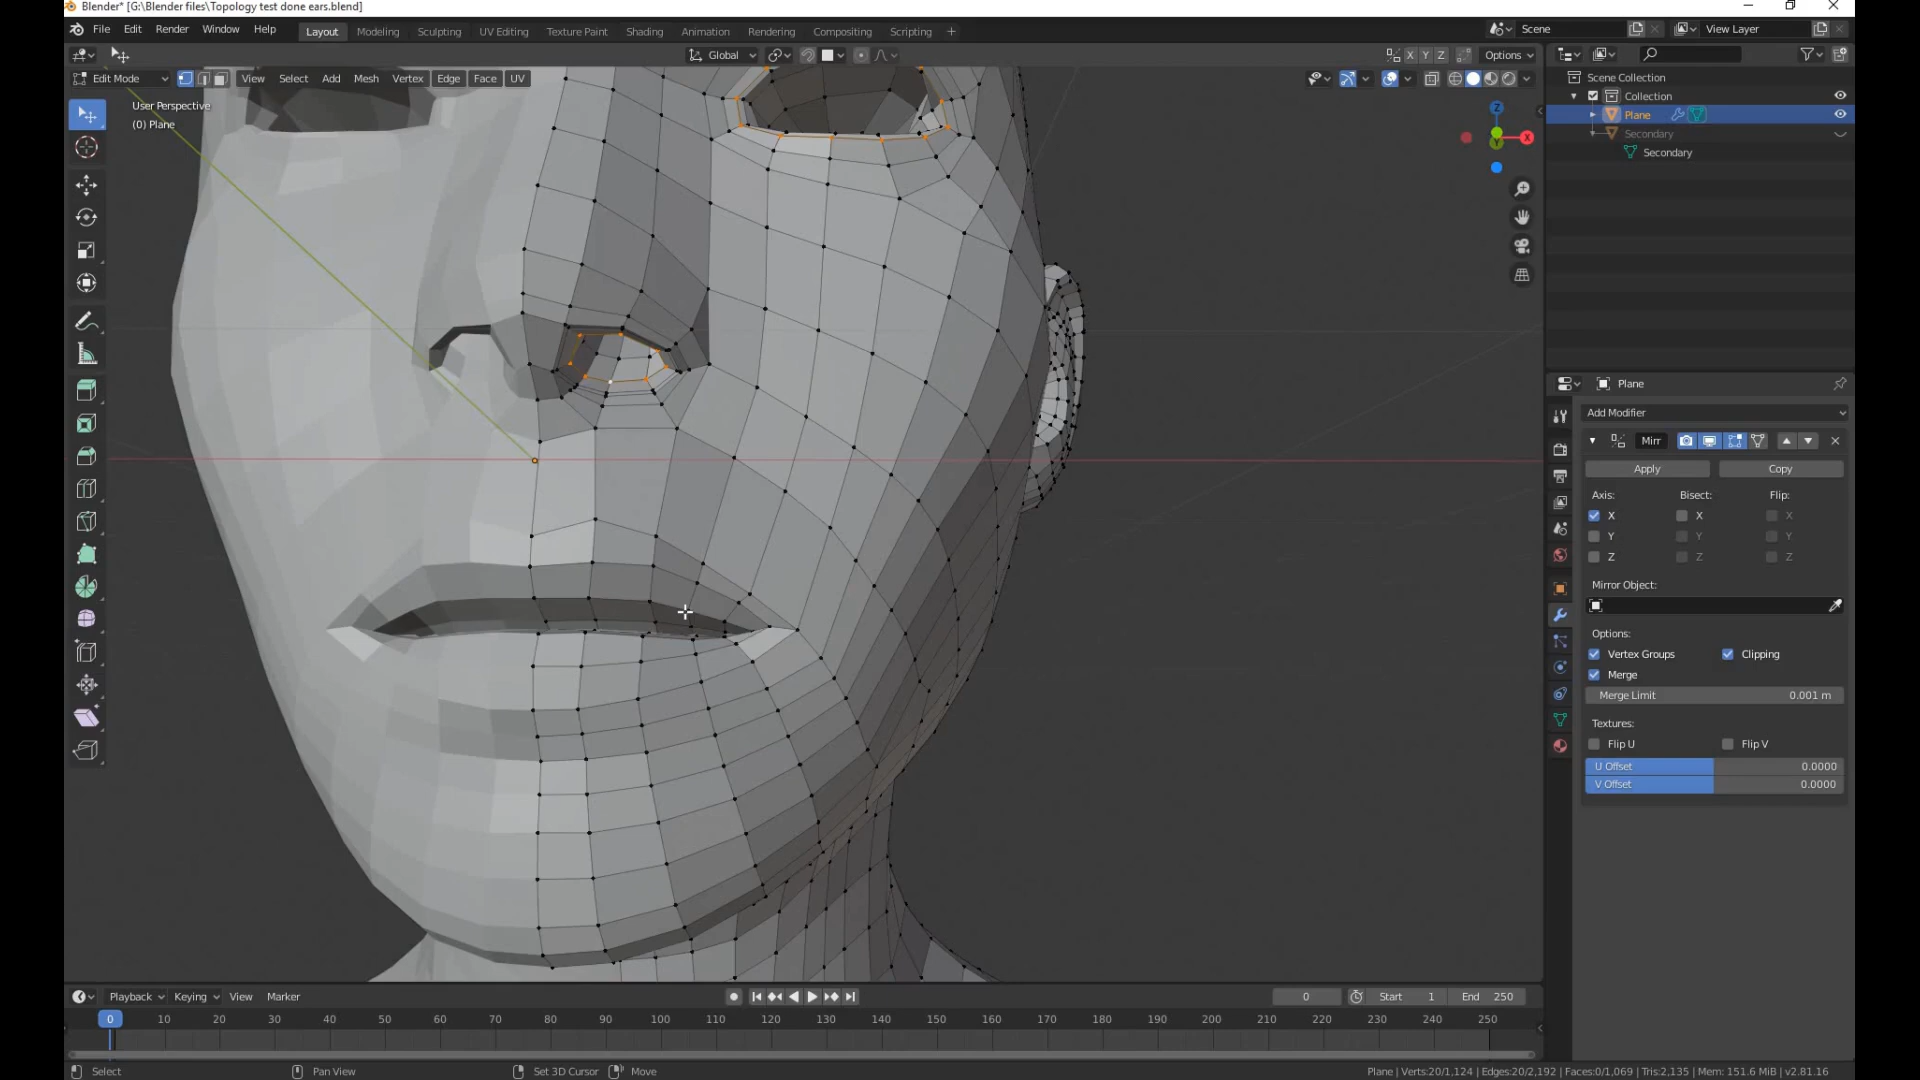 Blender* [G:\Blender files\Topology test done ears.blend]
File Edit Render Window Help Layout Modeling Sculpting UV Editing Texture Paint Shading Animation Rendering Compositing Scripting + Scene View Layer
Global X Y Z Options
Edit Mode View Select Add Mesh Vertex Edge Face UV
User Perspective
(0) Plane
Z
X
Y
Scene Collection
Collection
Plane
Secondary
Secondary
Plane
Add Modifier
Mirr
Apply Copy
Axis: Bisect: Flip:
X X X
Y Y Y
Z Z Z
Mirror Object:
Options:
Vertex Groups Clipping
Merge
Merge Limit 0.001 m
Textures:
Flip U Flip V
U Offset 0.0000
V Offset 0.0000
Playback Keying View Marker 0 Start 1 End 250
0 10 20 30 40 50 60 70 80 90 100 110 120 130 140 150 160 170 180 190 200 210 220 230 240 250
Select Pan View Set 3D Cursor Move Plane | Verts:20/1,124 | Edges:20/2,192 | Faces:0/1,069 | Tris:2,135 | Mem: 151.6 MiB | v2.81.16